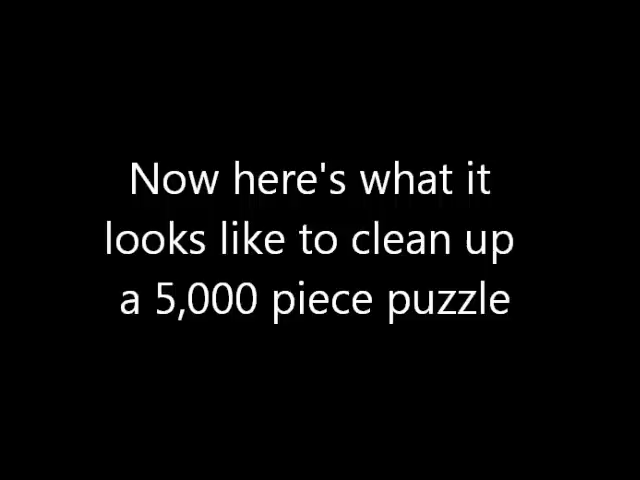 Now here's what it
looks like to clean up
a 5,000 piece puzzle